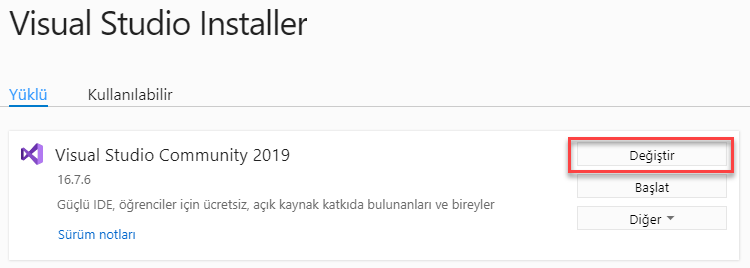 Visual Studio Installer
Yüklü
Kullanılabilir
Visual Studio Community 2019
16.7.6
Güçlü IDE, öğrenciler için ücretsiz, açık kaynak katkıda bulunanları ve bireyler
Sürüm notları
Değiştir
Başlat
Diğer